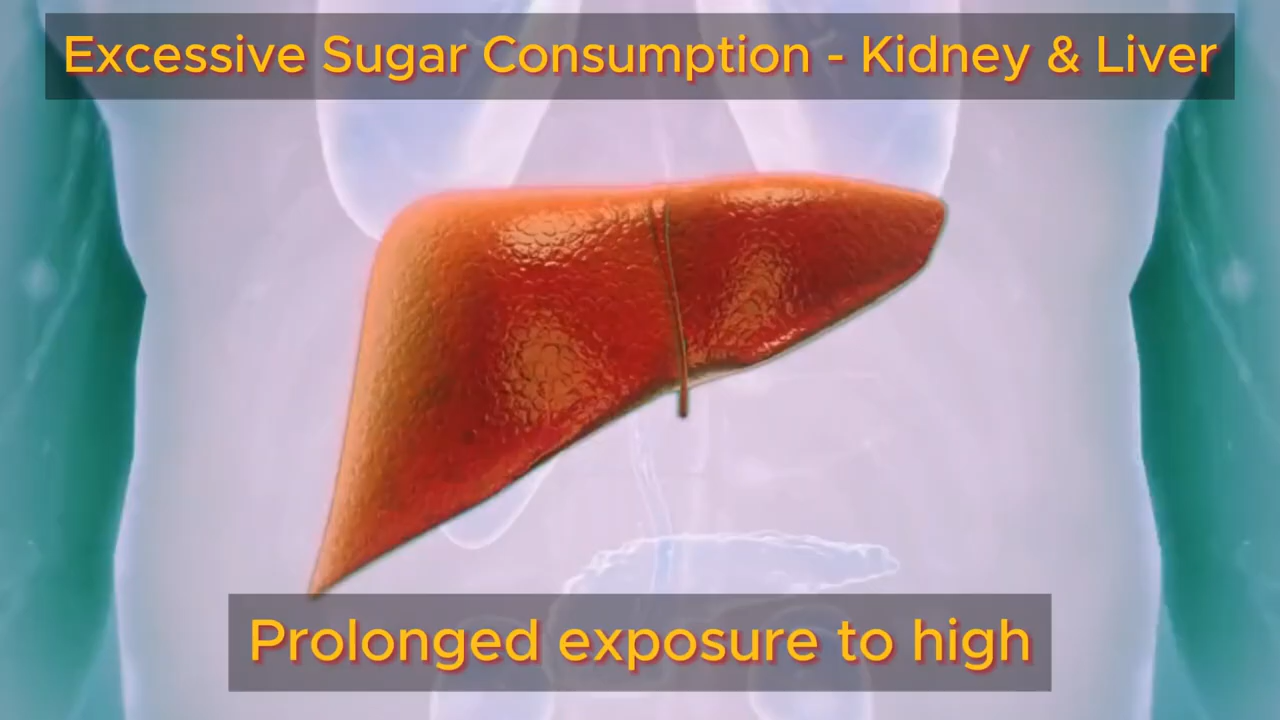 Excessive Sugar Consumption - Kidney & Liver
Prolonged exposure to high